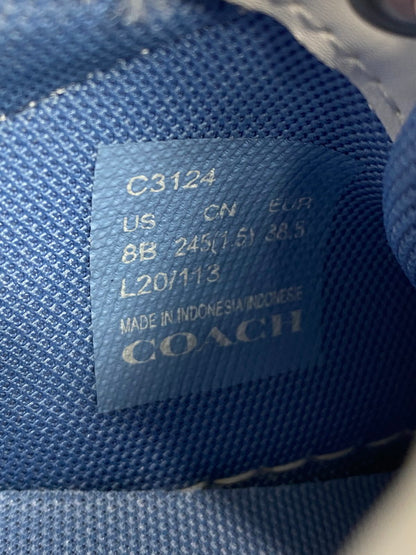 C3124
US CN EUR
8B 245(1.5) 38.5
L20/113
MADE IN INDONESIA/INDONESIE
COACH